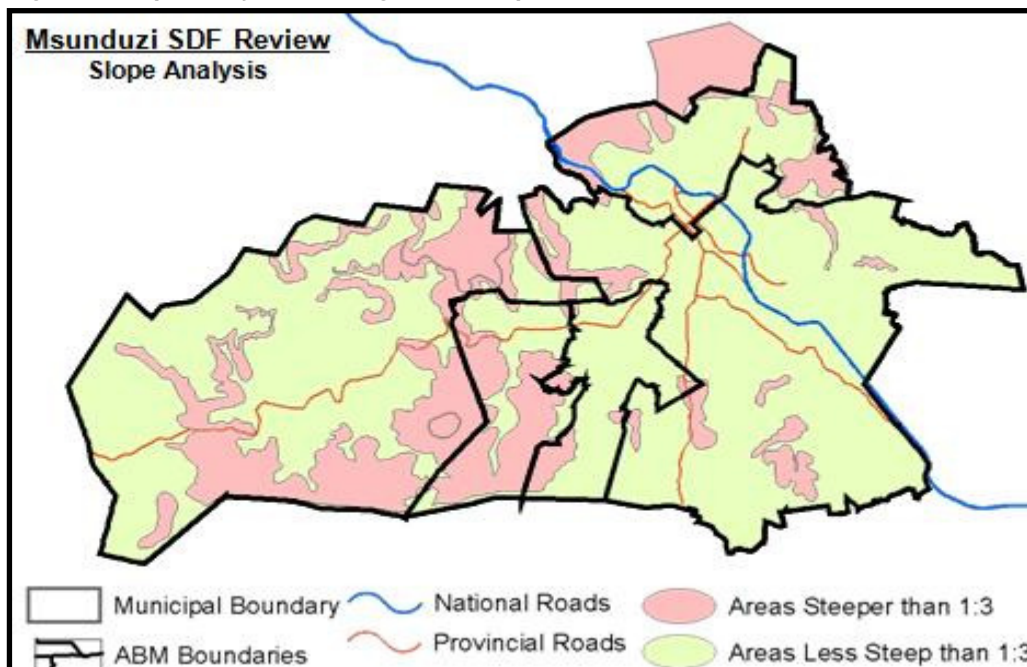 Msunduzi SDF Review
Slope Analysis
Municipal Boundary
National Roads
Areas Steeper than 1:3
ABM Boundaries
Provincial Roads
Areas Less Steep than 1:3